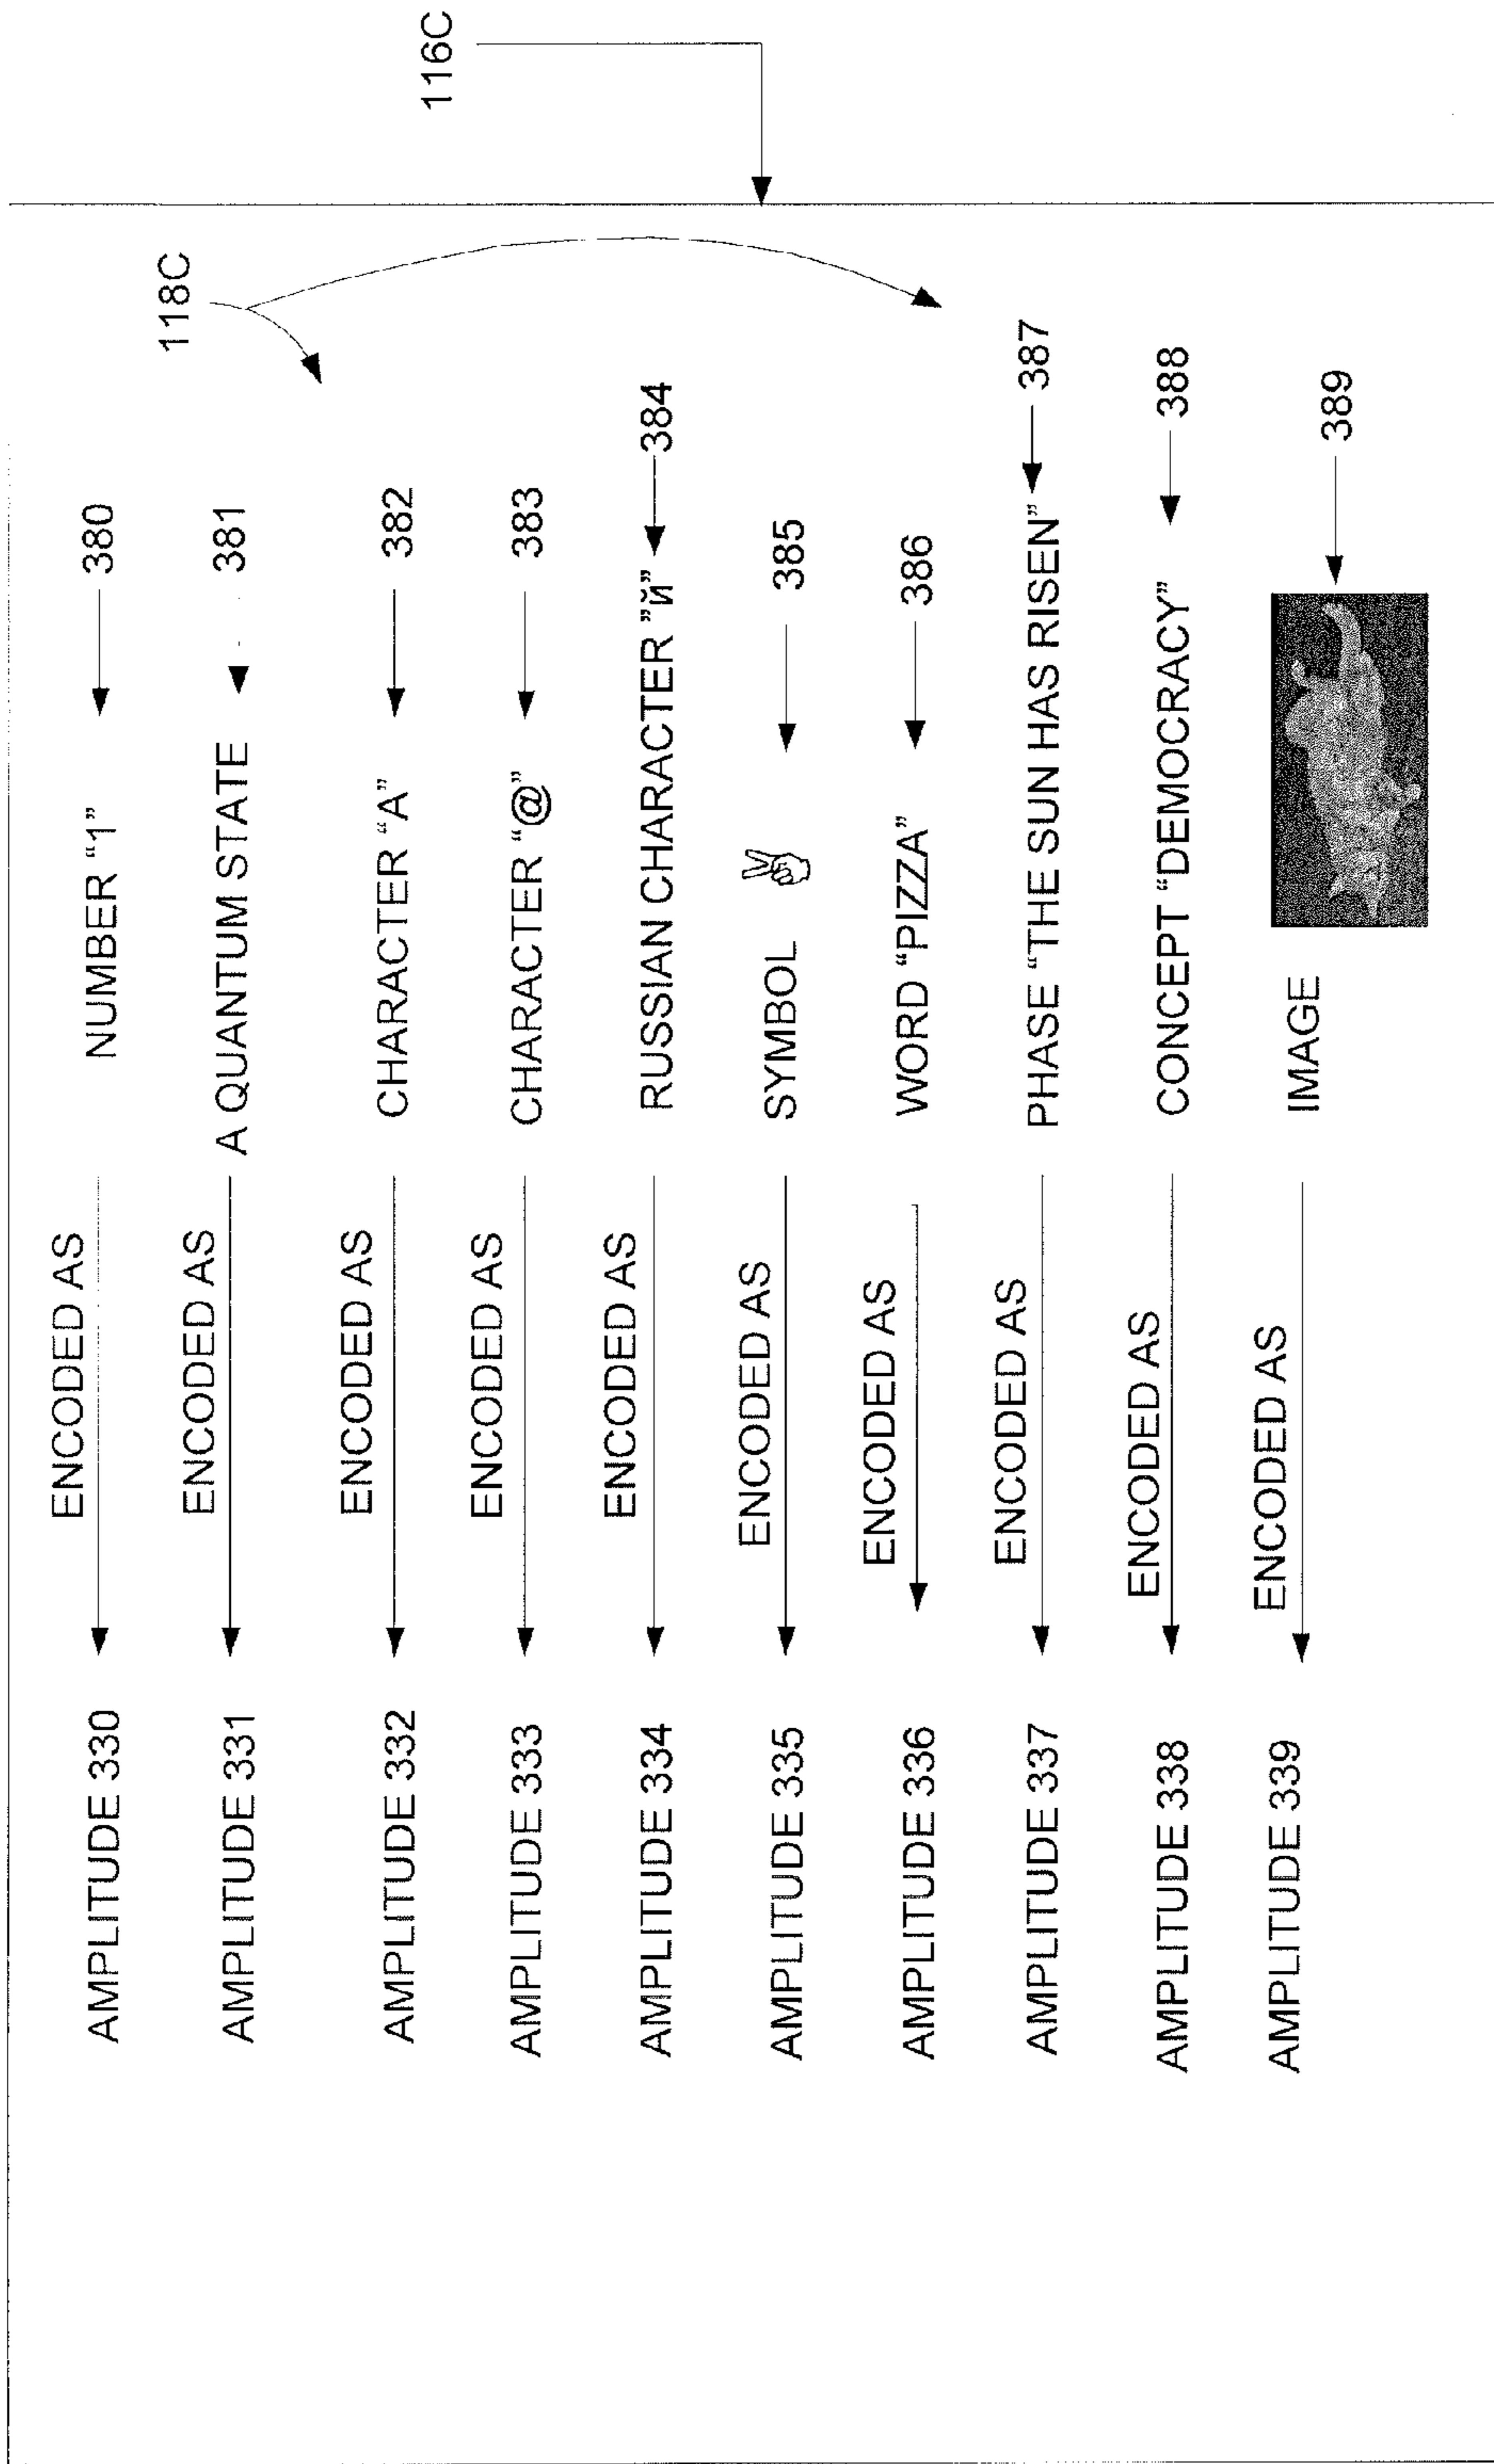 116C
118C
AMPLITUDE 330 ENCODED AS NUMBER “1” 380
AMPLITUDE 331 ENCODED AS A QUANTUM STATE 381
AMPLITUDE 332 ENCODED AS CHARACTER “A” 382
AMPLITUDE 333 ENCODED AS CHARACTER “@” 383
AMPLITUDE 334 ENCODED AS RUSSIAN CHARACTER ”й” 384
AMPLITUDE 335 ENCODED AS SYMBOL ✌ 385
AMPLITUDE 336 ENCODED AS WORD “PIZZA” 386
AMPLITUDE 337 ENCODED AS PHASE “THE SUN HAS RISEN” 387
AMPLITUDE 338 ENCODED AS CONCEPT “DEMOCRACY” 388
AMPLITUDE 339 ENCODED AS IMAGE 389